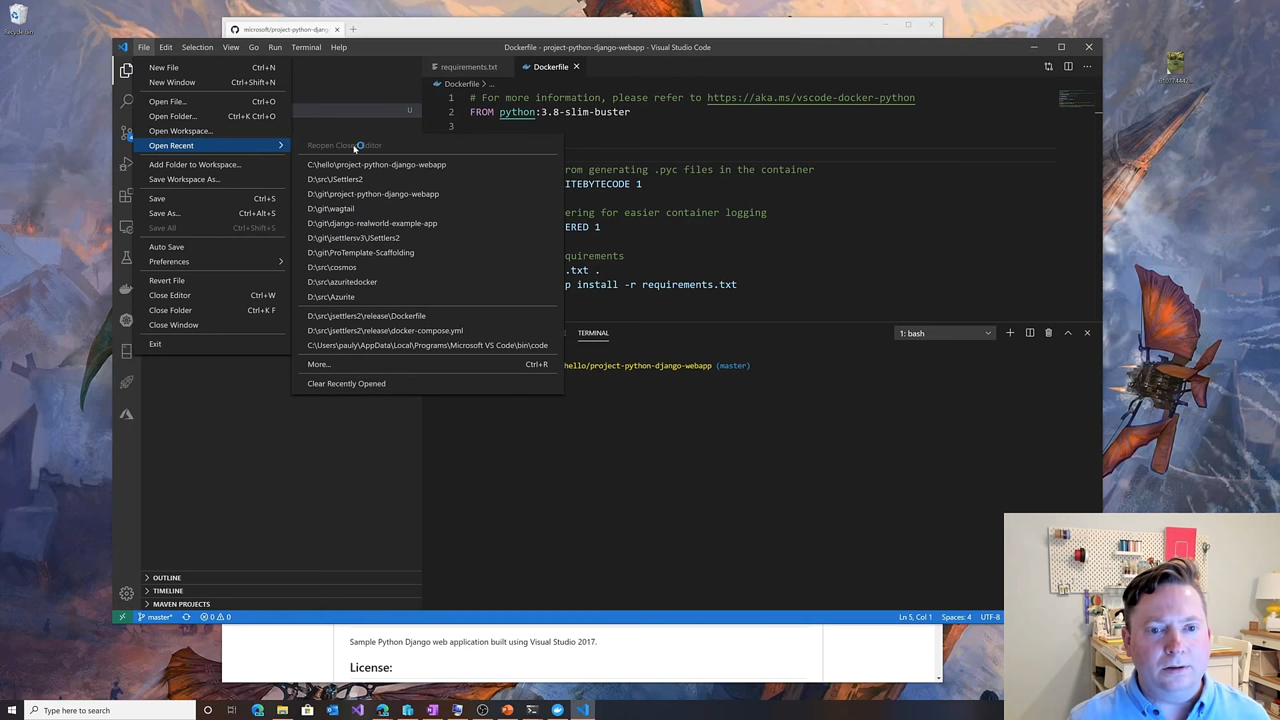 Recycle Bin
microsoft/project-python-djang
File Edit Selection View Go Run Terminal Help
Dockerfile - project-python-django-webapp - Visual Studio Code
New File Ctrl+N
New Window Ctrl+Shift+N
Open File... Ctrl+O
Open Folder... Ctrl+K Ctrl+O
Open Workspace...
Open Recent
Add Folder to Workspace...
Save Workspace As...
Save Ctrl+S
Save As... Ctrl+Alt+S
Save All Ctrl+Shift+S
Auto Save
Preferences
Revert File
Close Editor Ctrl+W
Close Folder Ctrl+K F
Close Window
Exit
U
C:\hello\project-python-django-webapp
D:\src\JSettlers2
D:\git\project-python-django-webapp
D:\git\wagtail
D:\git\django-realworld-example-app
D:\git\jsettlersv3\JSettlers2
D:\git\ProTemplate-Scaffolding
D:\src\cosmos
D:\src\azuritedocker
D:\src\Azurite
D:\src\jsettlers2\release\Dockerfile
D:\src\jsettlers2\release\docker-compose.yml
C:\Users\pauly\AppData\Local\Programs\Microsoft VS Code\bin\code
More... Ctrl+R
Clear Recently Opened
requirements.txt Dockerfile
Dockerfile > ...
1 # For more information, please refer to https://aka.ms/vscode-docker-python
2 FROM python:3.8-slim-buster
3
from generating .pyc files in the container
ITEBYTECODE 1
ering for easier container logging
ERED 1
quirements
.txt .
p install -r requirements.txt
TERMINAL 1: bash
hello/project-python-django-webapp (master)
OUTLINE
TIMELINE
MAVEN PROJECTS
master* 0 0 Ln 5, Col 1 Spaces: 4 UTF-8
Sample Python Django web application built using Visual Studio 2017.
License:
Type here to search